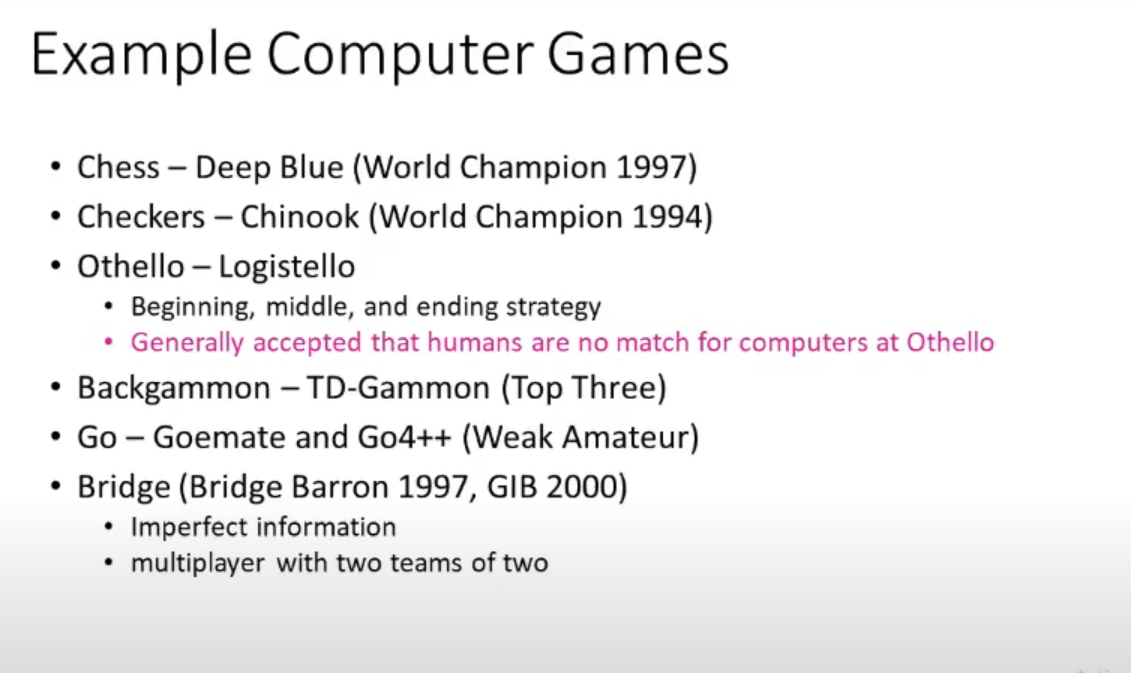 Example Computer Games
• Chess – Deep Blue (World Champion 1997)
• Checkers – Chinook (World Champion 1994)
• Othello – Logistello
• Beginning, middle, and ending strategy
• Generally accepted that humans are no match for computers at Othello
• Backgammon – TD-Gammon (Top Three)
• Go – Goemate and Go4++ (Weak Amateur)
• Bridge (Bridge Barron 1997, GIB 2000)
• Imperfect information
• multiplayer with two teams of two